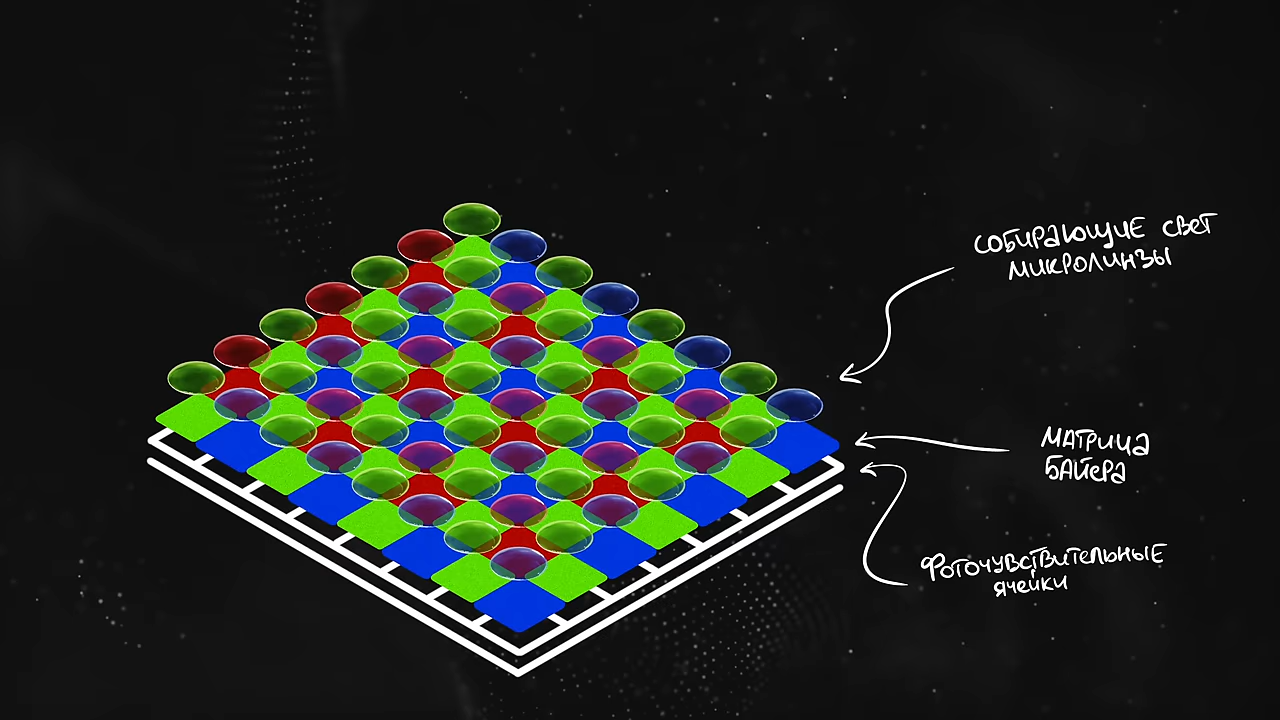 собирающие свет
микролинзы
матрица
байера
фоточувствительные
ячейки